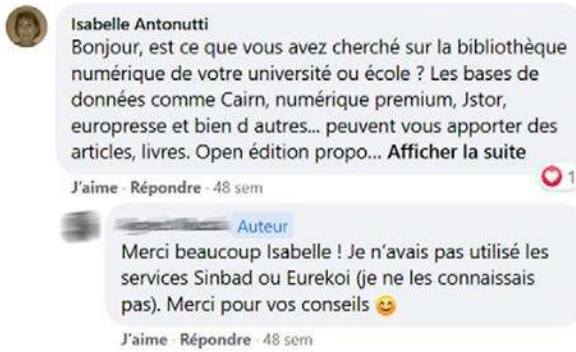 Isabelle Antonutti
Bonjour, est ce que vous avez cherché sur la bibliothèque
numérique de votre université ou école ? Les bases de
données comme Cairn, numérique premium, Jstor,
europresse et bien d autres... peuvent vous apporter des
articles, livres. Open édition propo... Afficher la suite
J'aime · Répondre · 48 sem
1
Auteur
Merci beaucoup Isabelle ! Je n'avais pas utilisé les
services Sinbad ou Eurekoi (je ne les connaissais
pas). Merci pour vos conseils 😊
J'aime · Répondre · 48 sem